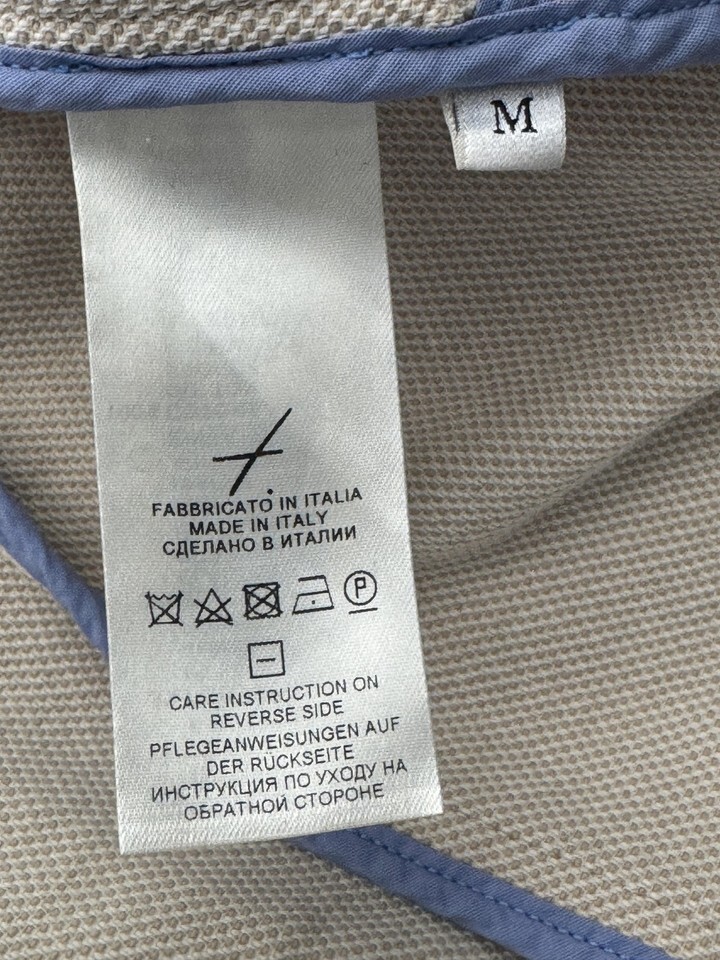 M
FABBRICATO IN ITALIA
MADE IN ITALY
СДЕЛАНО В ИТАЛИИ
P
CARE INSTRUCTION ON
REVERSE SIDE
PFLEGEANWEISUNGEN AUF
DER RÜCKSEITE
ИНСТРУКЦИЯ ПО УХОДУ НА
ОБРАТНОЙ СТОРОНЕ